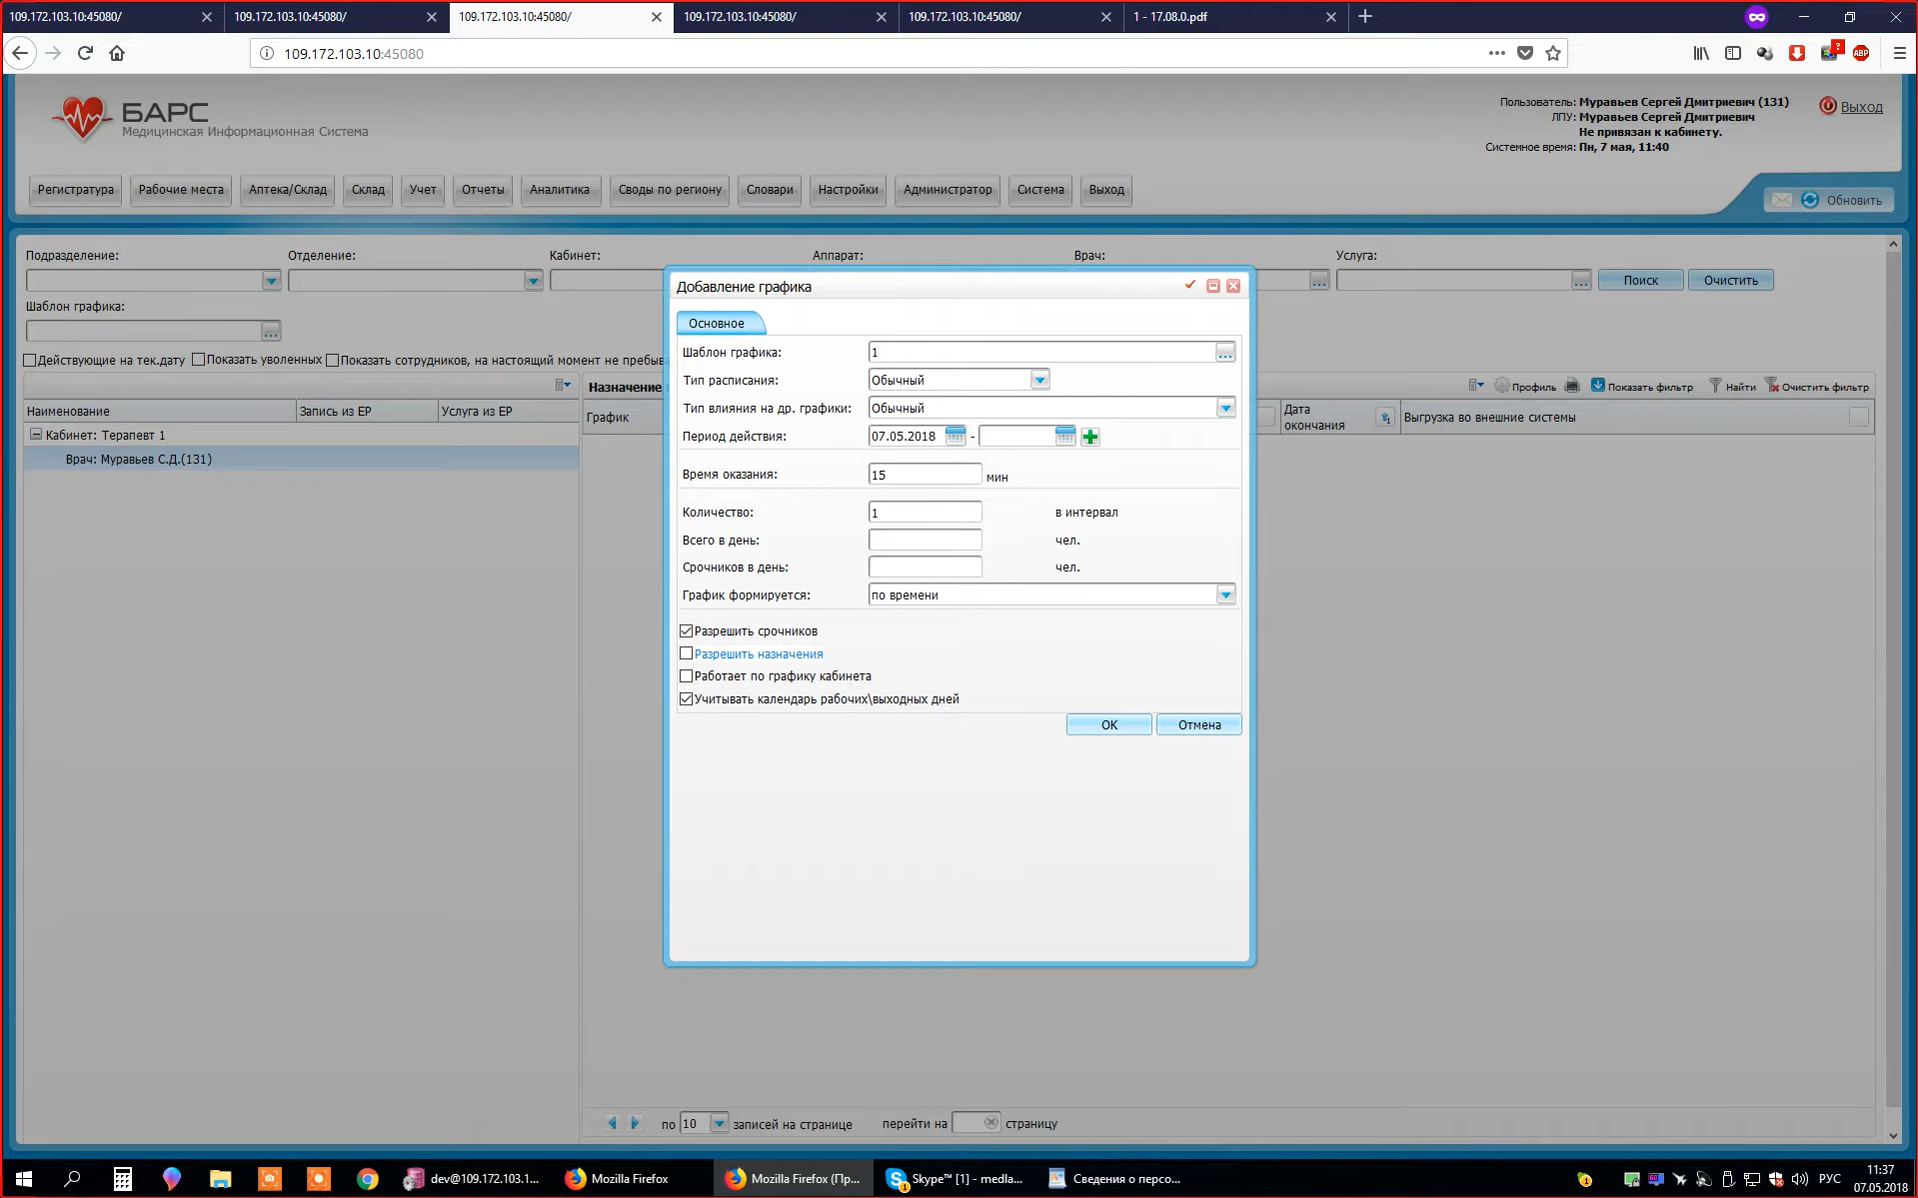 109.172.103.10:45080/
109.172.103.10:45080/
109.172.103.10:45080/
109.172.103.10:45080/
109.172.103.10:45080/
1 - 17.08.0.pdf
109.172.103.10:45080
ABP
БАРС
Медицинская Информационная Система
Пользователь: Муравьев Сергей Дмитриевич (131)
ЛПУ: Муравьев Сергей Дмитриевич
Не привязан к кабинету.
Системное время: Пн, 7 мая, 11:40
Выход
Регистратура Рабочие места Аптека/Склад Склад Учет Отчеты Аналитика Своды по региону Словари Настройки Администратор Система Выход
Обновить
Подразделение: Отделение: Кабинет: Аппарат: Врач: Услуга:
Поиск Очистить
Шаблон графика:
Действующие на тек.дату Показать уволенных Показать сотрудников, на настоящий момент не пребыв
Наименование Запись из ЕР Услуга из ЕР
Кабинет: Терапевт 1
Врач: Муравьев С.Д.(131)
Назначение
Профиль Показать фильтр Найти Очистить фильтр
График
Дата окончания
Выгрузка во внешние системы
Добавление графика
Основное
Шаблон графика: 1
Тип расписания: Обычный
Тип влияния на др. графики: Обычный
Период действия: 07.05.2018 -
Время оказания: 15 мин
Количество: 1 в интервал
Всего в день: чел.
Срочников в день: чел.
График формируется: по времени
Разрешить срочников
Разрешить назначения
Работает по графику кабинета
Учитывать календарь рабочих\выходных дней
OK Отмена
по 10 записей на странице перейти на страницу
dev@109.172.103.1...
Mozilla Firefox
Mozilla Firefox (Пр...
Skype™ [1] - medla...
Сведения о персо...
РУС
11:37
07.05.2018